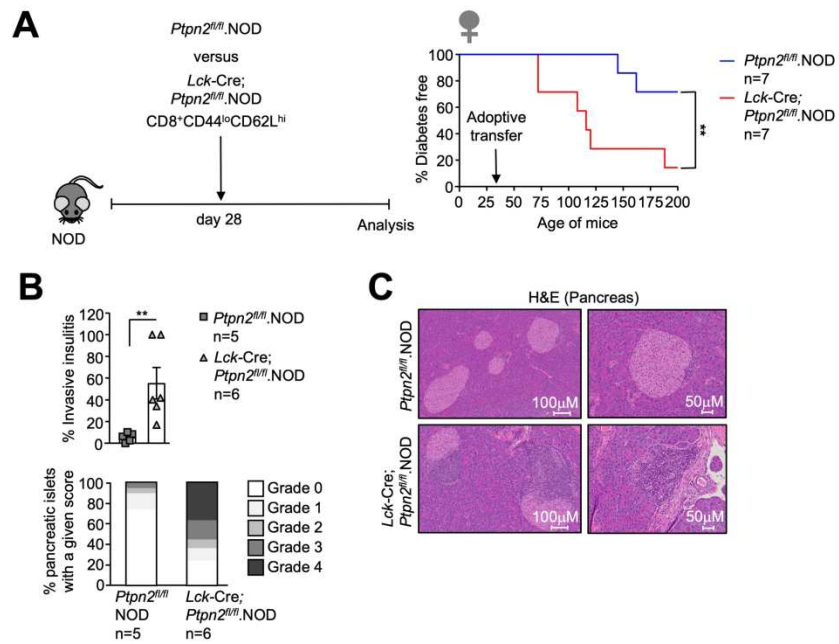 A
Ptpn2fl/fl.NOD
versus
Lck-Cre;
Ptpn2fl/fl.NOD
CD8+CD44loCD62Lhi
NOD
day 28
Analysis
% Diabetes free
100
80
60
40
20
0
Adoptive
transfer
0 25 50 75 100 125 150 175 200
Age of mice
Ptpn2fl/fl.NOD
n=7
Lck-Cre;
Ptpn2fl/fl.NOD
n=7
**
B
% Invasive insulitis
120
100
80
60
40
20
0
**
Ptpn2fl/fl.NOD
n=5
Lck-Cre;
Ptpn2fl/fl.NOD
n=6
% pancreatic islets
with a given score
100
80
60
40
20
0
Ptpn2fl/fl
NOD
n=5
Lck-Cre;
Ptpn2fl/fl.NOD
n=6
Grade 0
Grade 1
Grade 2
Grade 3
Grade 4
C
H&E (Pancreas)
Ptpn2fl/fl.NOD
100µM
50µM
Lck-Cre;
Ptpn2fl/fl.NOD
100µM
50µM